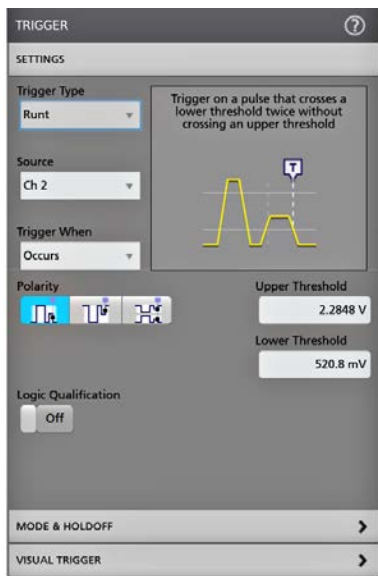 TRIGGER
?
SETTINGS
Trigger Type
Runt
Trigger on a pulse that crosses a
lower threshold twice without
crossing an upper threshold
T
Source
Ch 2
Trigger When
Occurs
Polarity
Upper Threshold
2.2848 V
Lower Threshold
520.8 mV
Logic Qualification
Off
MODE & HOLDOFF
VISUAL TRIGGER